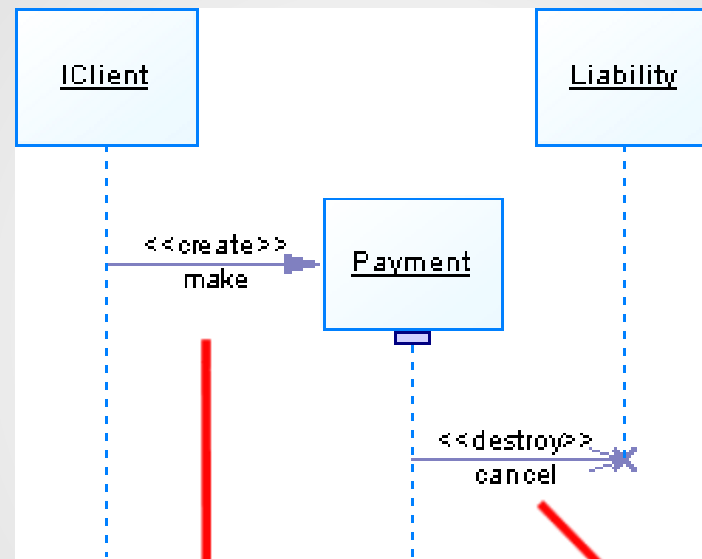 IClient
Liability
<<create>>
make
Payment
<<destroy>>
cancel